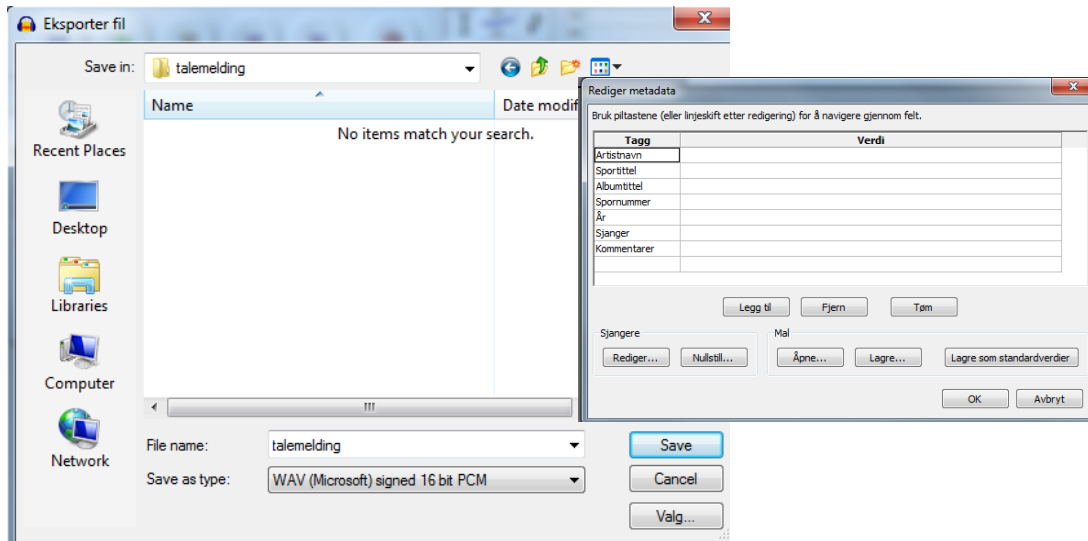 Eksporter fil
Save in: talemelding
Name Date modif
No items match your search.
Recent Places
Desktop
Libraries
Computer
Network
File name: talemelding Save
Save as type: WAV (Microsoft) signed 16 bit PCM Cancel
Valg...
Rediger metadata
Bruk piltastene (eller linjeskift etter redigering) for å navigere gjennom felt.
Tagg Verdi
Artistnavn
Sportittel
Albumtittel
Spornummer
År
Sjanger
Kommentarer
Legg til Fjern Tøm
Sjangere Mal
Rediger... Nullstill... Åpne... Lagre... Lagre som standardverdier
OK Avbryt